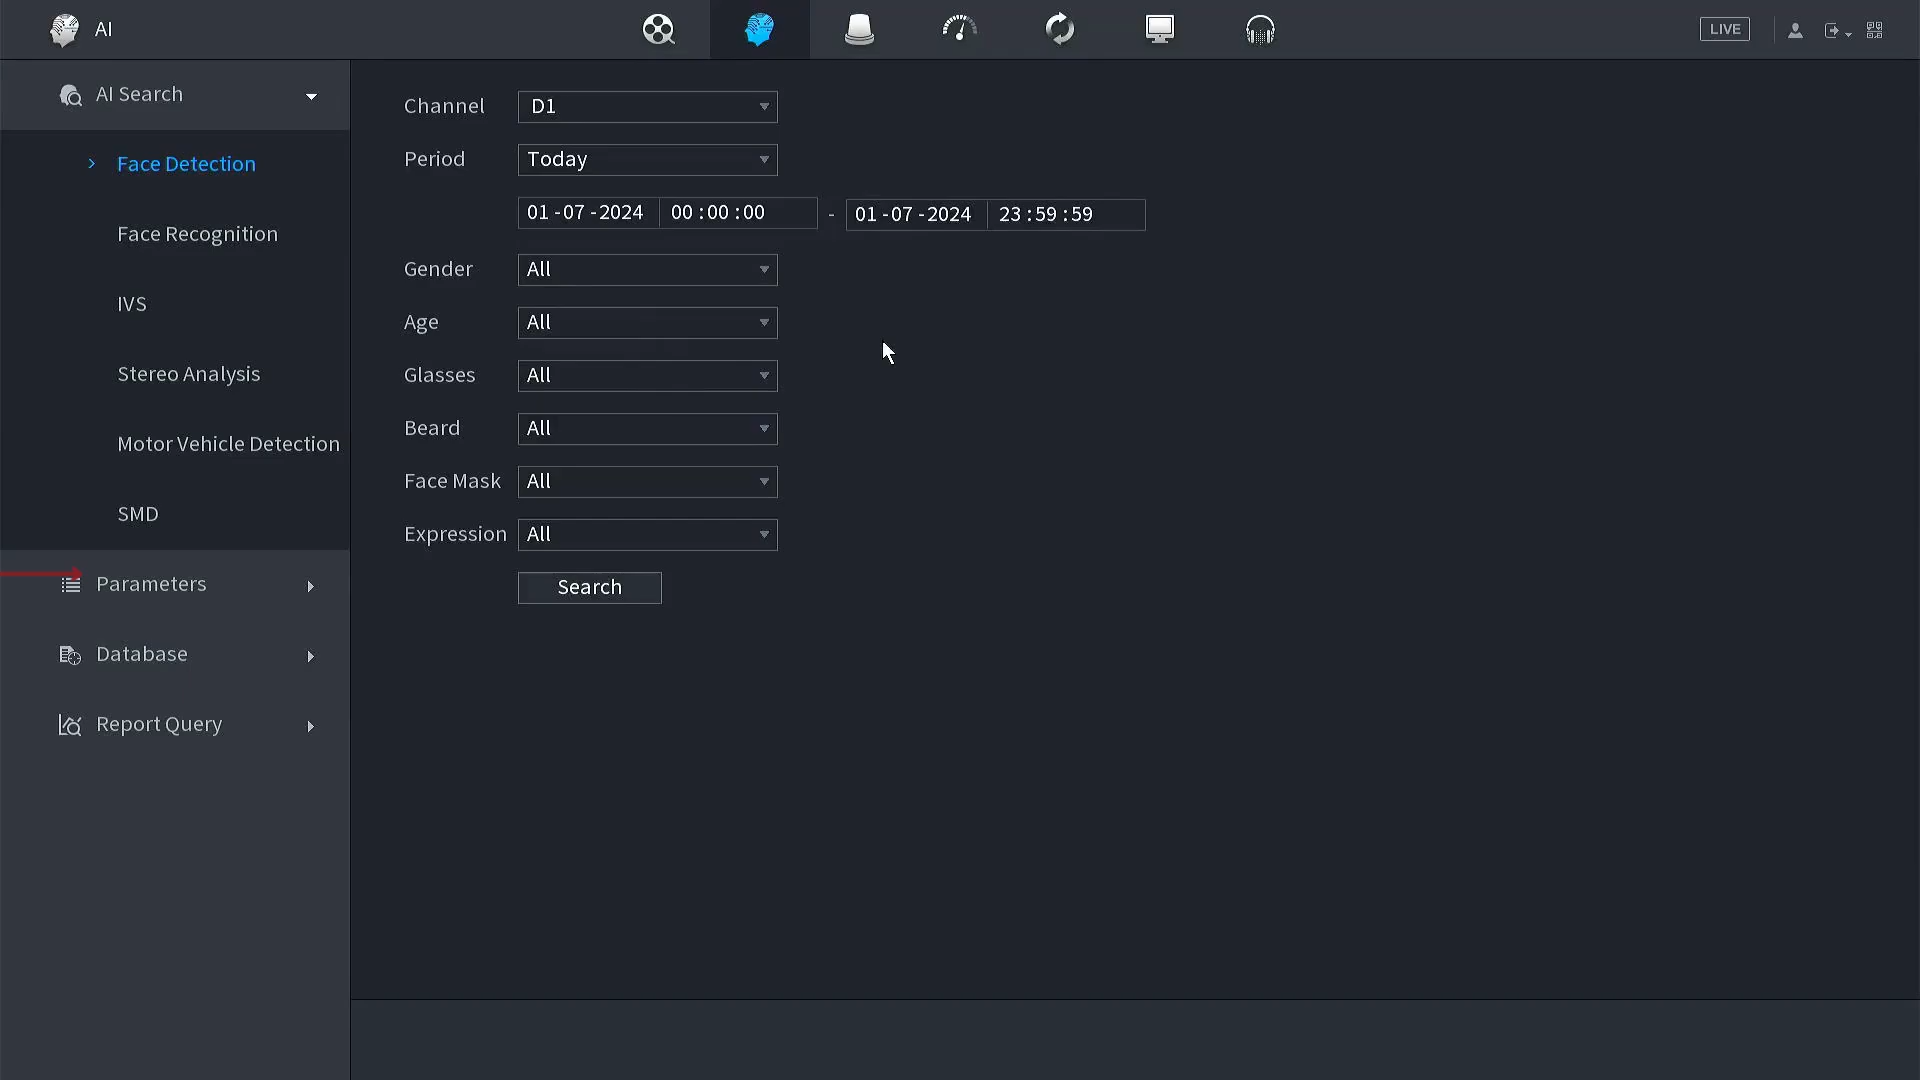 AI
LIVE
AI Search
Face Detection
Face Recognition
IVS
Stereo Analysis
Motor Vehicle Detection
SMD
Parameters
Database
Report Query
Channel D1
Period Today
01 -07 -2024 00 :00 :00 - 01 -07 -2024 23 :59 :59
Gender All
Age All
Glasses All
Beard All
Face Mask All
Expression All
Search